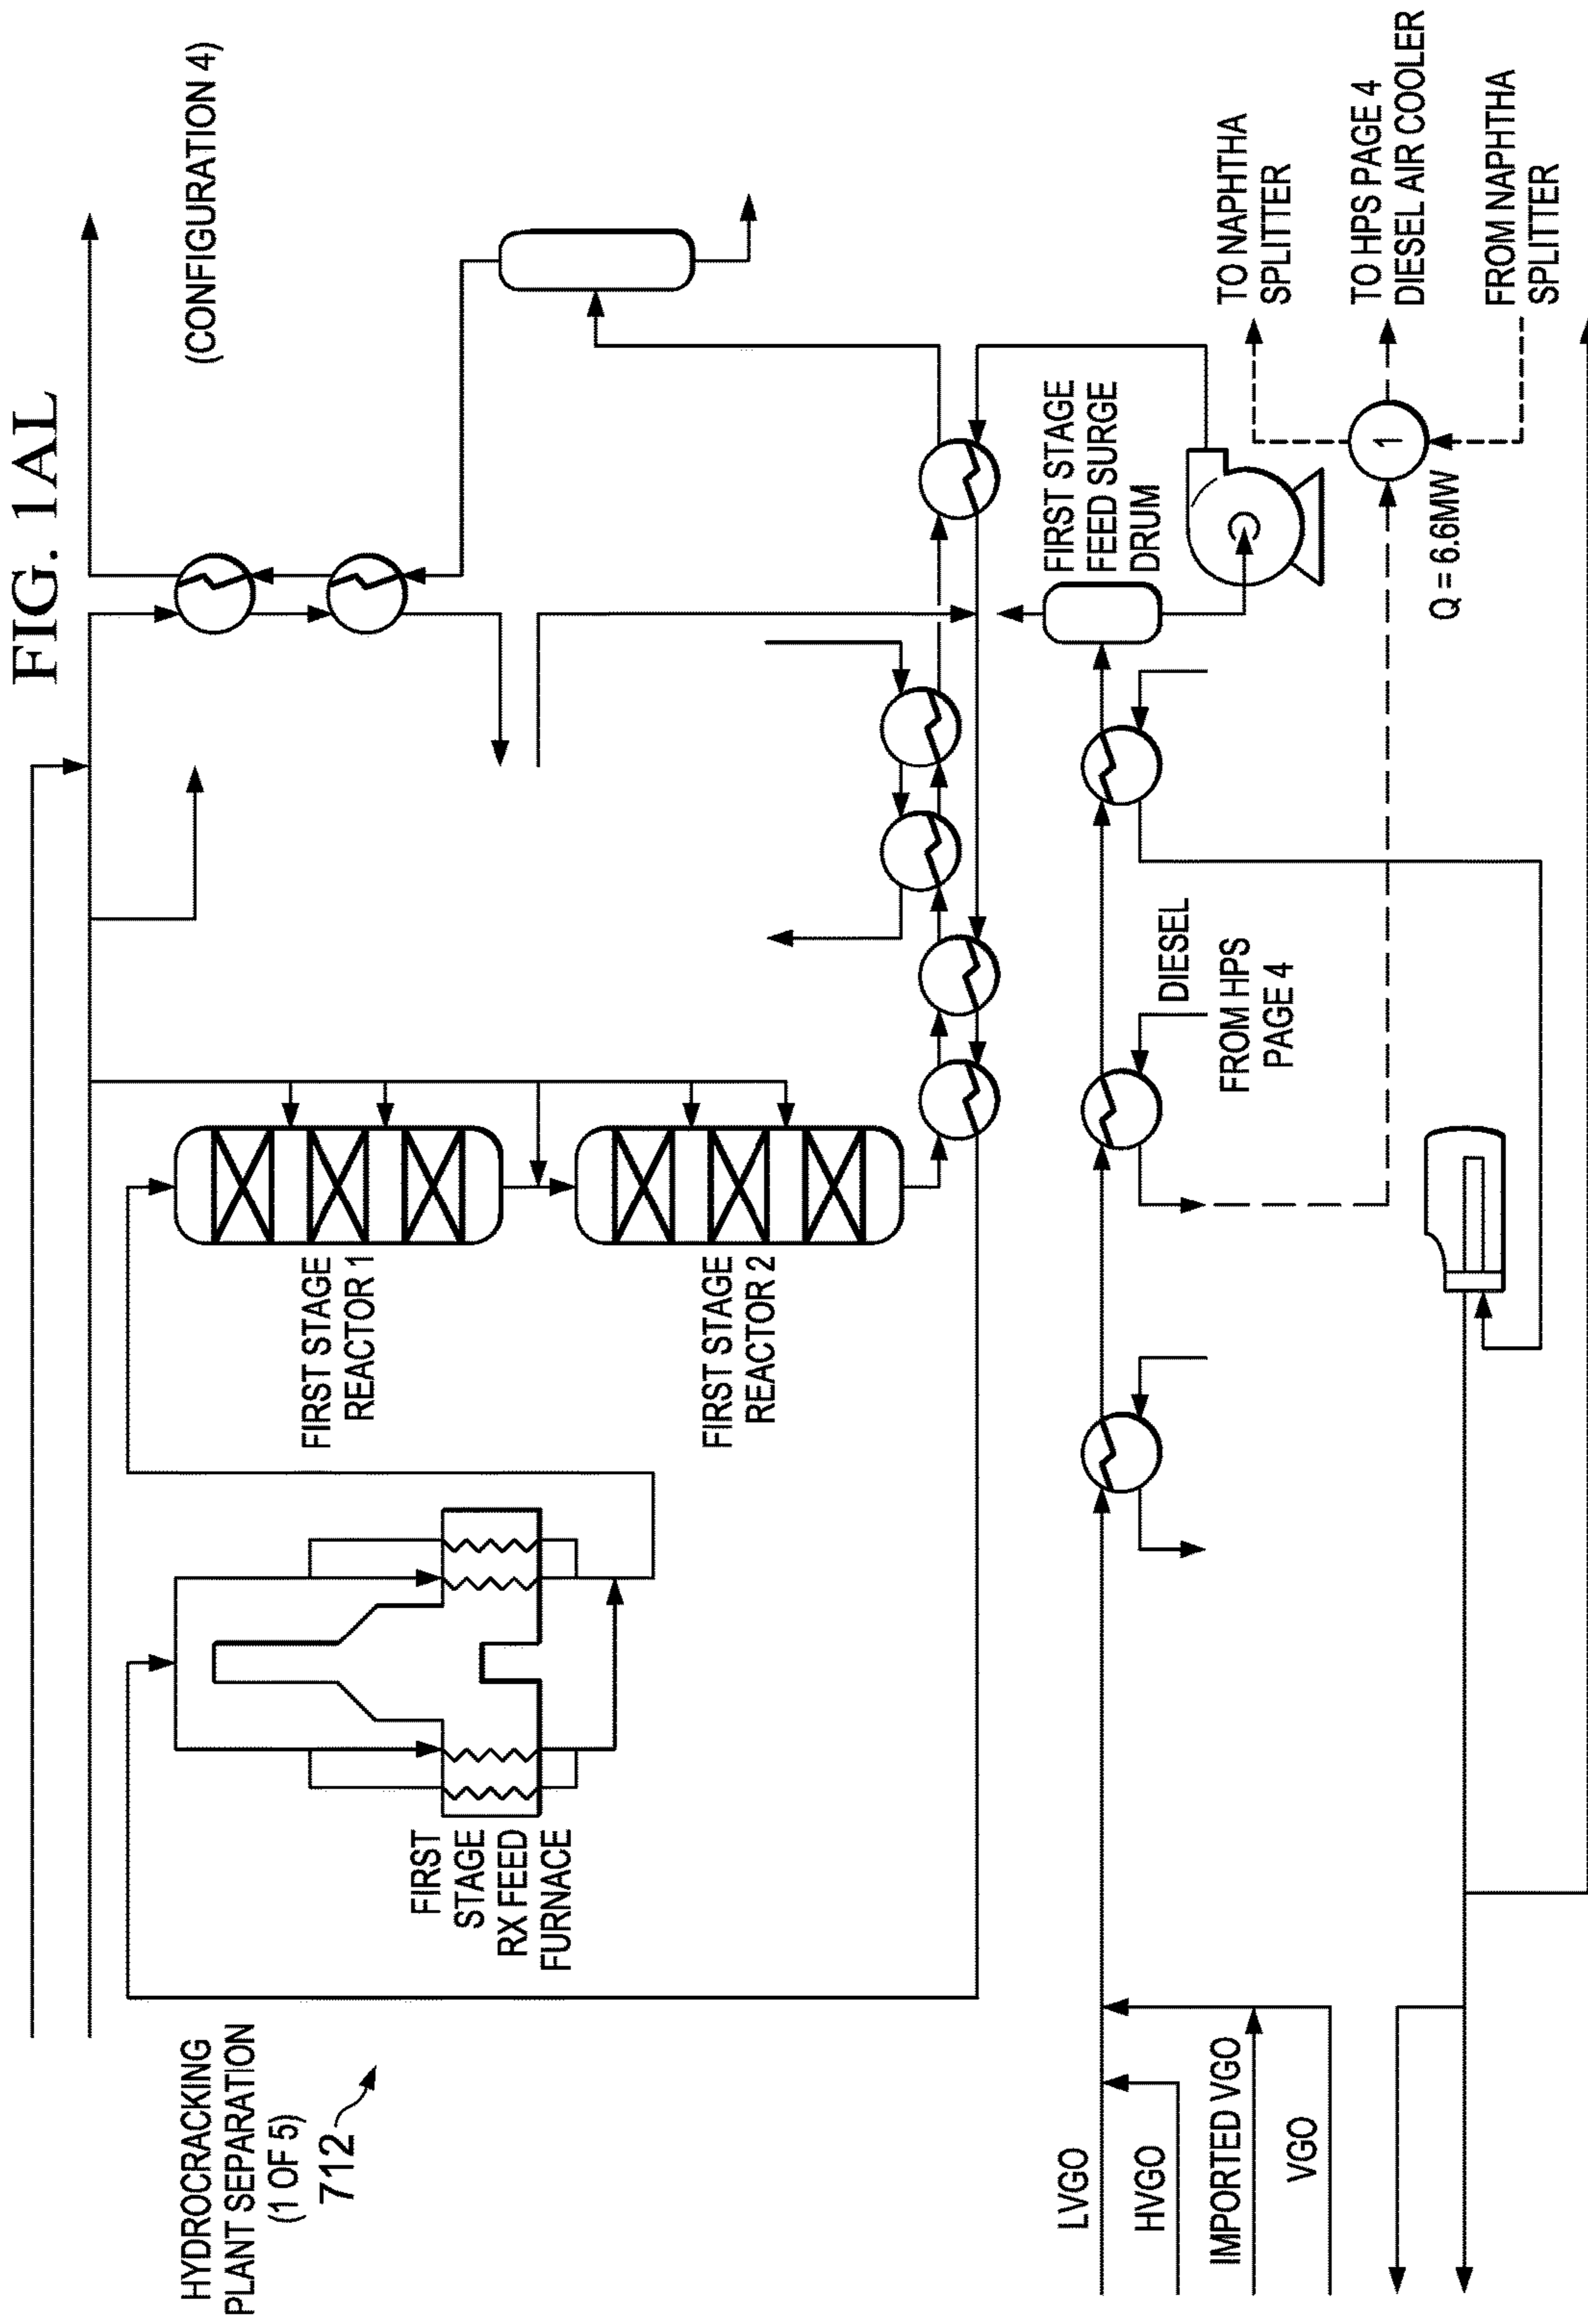 FIG. 1AL
(CONFIGURATION 4)
HYDROCRACKING
PLANT SEPARATION
(1 OF 5)
712
FIRST
STAGE
RX FEED
FURNACE
FIRST STAGE
REACTOR 1
FIRST STAGE
REACTOR 2
FIRST STAGE
FEED SURGE
DRUM
LVGO
HVGO
IMPORTED VGO
VGO
DIESEL
FROM HPS
PAGE 4
1
Q = 6.6MW
TO NAPHTHA
SPLITTER
TO HPS PAGE 4
DIESEL AIR COOLER
FROM NAPHTHA
SPLITTER